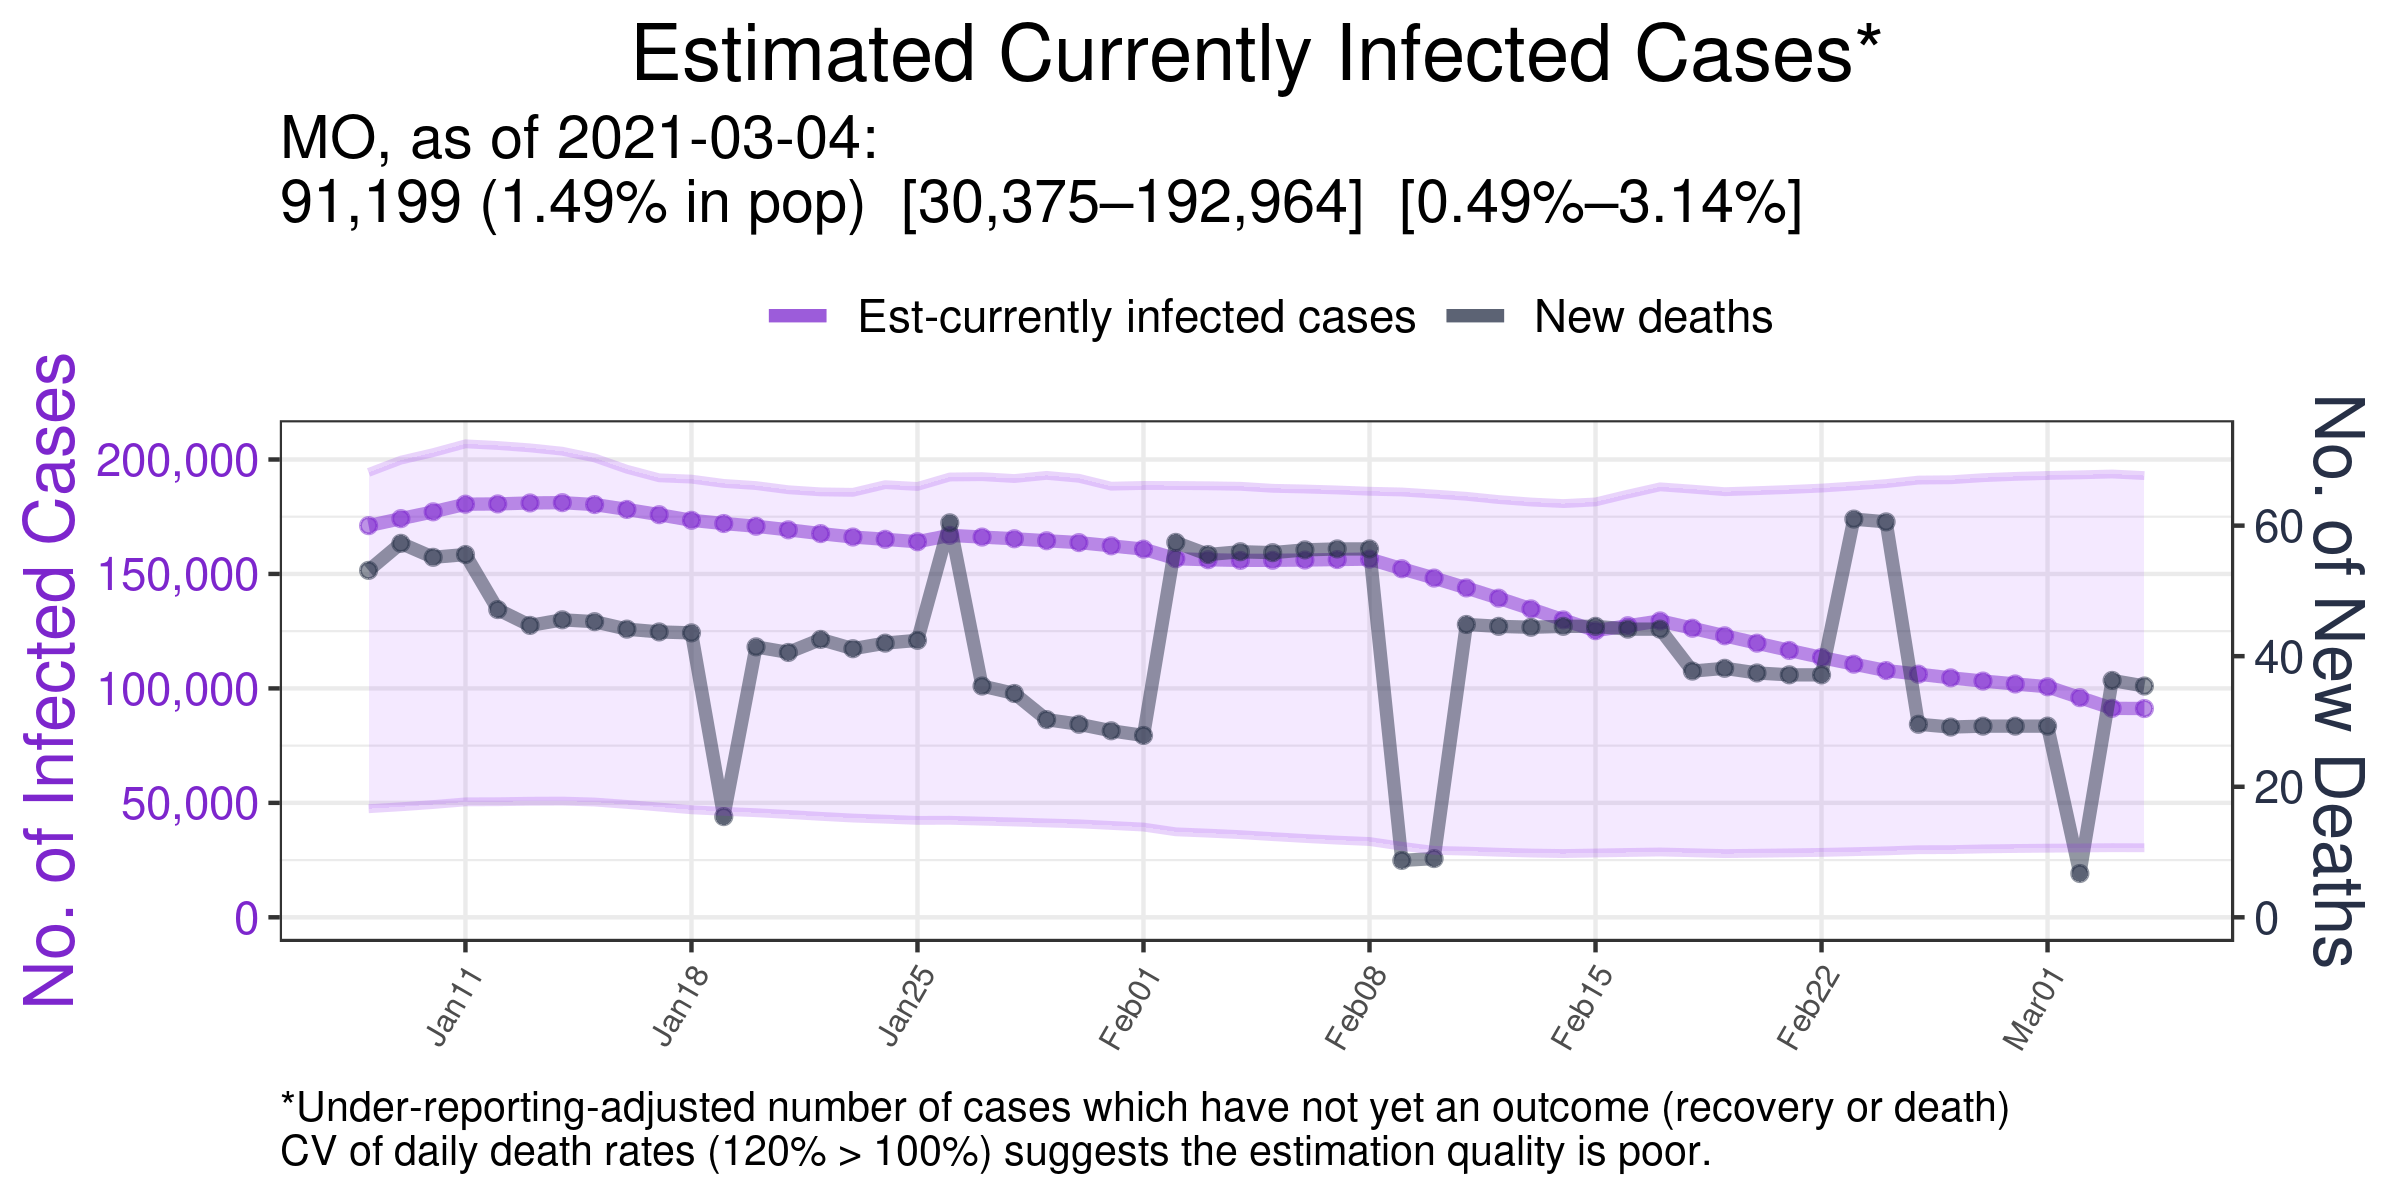 Estimated Currently Infected Cases*
MO, as of 2021-03-04:
91,199 (1.49% in pop)  [30,375–192,964]  [0.49%–3.14%]
Est-currently infected cases
New deaths
No. of Infected Cases
200,000
150,000
100,000
50,000
0
No. of New Deaths
60
40
20
0
Jan11
Jan18
Jan25
Feb01
Feb08
Feb15
Feb22
Mar01
*Under-reporting-adjusted number of cases which have not yet an outcome (recovery or death)
CV of daily death rates (120% > 100%) suggests the estimation quality is poor.